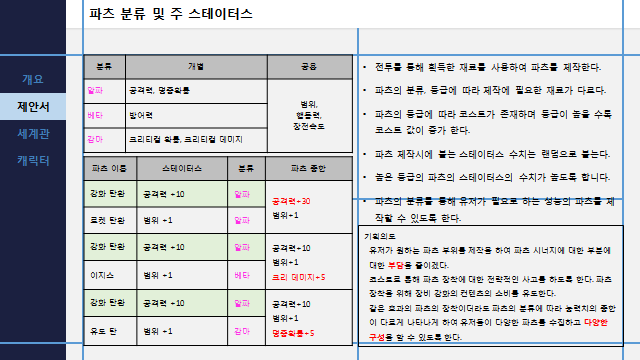 파츠 분류 및 주 스테이터스
개요
제안서
세계관
캐릭터
분류 개별 공용
알파 공격력, 명중확률 범위,
행동력,
장전속도
베타 방어력
감마 크리티컬 확률, 크리티컬 데미지
파츠 이름 스테이터스 분류 파츠 총합
강화 탄환 공격력 +10 알파 공격력+30
범위+1
로켓 탄환 범위 +1 알파
강화 탄환 공격력 +10 알파 공격력+10
범위+1
크리 데미지+5
이지스 범위 +1 베타
강화 탄환 공격력 +10 알파 공격력+10
범위+1
명중확률+5
유도 탄 범위 +1 감마
• 전투를 통해 획득한 재료를 사용하여 파츠를 제작한다.
• 파츠의 분류, 등급에 따라 제작에 필요한 재료가 다르다.
• 파츠의 등급에 따라 코스트가 존재하며 등급이 높을 수록
코스트 값이 증가 한다.
• 파츠 제작시에 붙는 스테이터스 수치는 랜덤으로 붙는다.
• 높은 등급의 파츠의 스테이터스의 수치가 높도록 합니다.
• 파츠의 분류를 통해 유저가 필요로 하는 성능의 파츠를 제
작할 수 있도록 한다.
기획의도
유저가 원하는 파츠 부위를 제작을 하여 파츠 시너지에 대한 부분에
대한 부담을 줄이겠다.
코스트로 통해 파츠 장착에 대한 전략적인 사고를 하도록 한다. 파츠
장착을 위해 장비 강화의 컨텐츠의 소비를 유도한다.
같은 효과의 파츠의 장착이더라도 파츠의 분류에 따라 능력치의 총합
이 다르게 나타나게 하여 유저들이 다양한 파츠를 수집하고 다양한
구성을 할 수 있도록 한다.